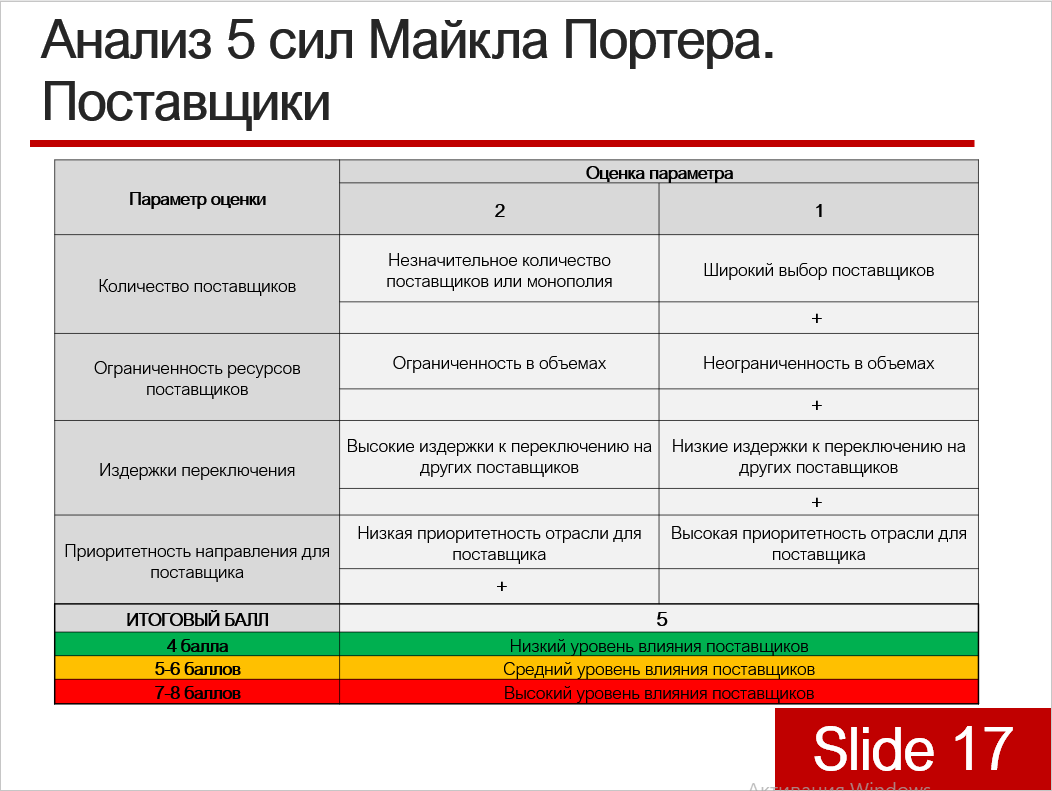 Анализ 5 сил Майкла Портера.
Поставщики
Параметр оценки
Оценка параметра
2
1
Количество поставщиков
Незначительное количество
поставщиков или монополия
Широкий выбор поставщиков
+
Ограниченность ресурсов
поставщиков
Ограниченность в объемах
Неограниченность в объемах
+
Издержки переключения
Высокие издержки к переключению на
других поставщиков
Низкие издержки к переключению на
других поставщиков
+
Приоритетность направления для
поставщика
Низкая приоритетность отрасли для
поставщика
Высокая приоритетность отрасли для
поставщика
+
ИТОГОВЫЙ БАЛЛ
5
4 балла
Низкий уровень влияния поставщиков
5-6 баллов
Средний уровень влияния поставщиков
7-8 баллов
Высокий уровень влияния поставщиков
Slide 17
Активация Windows